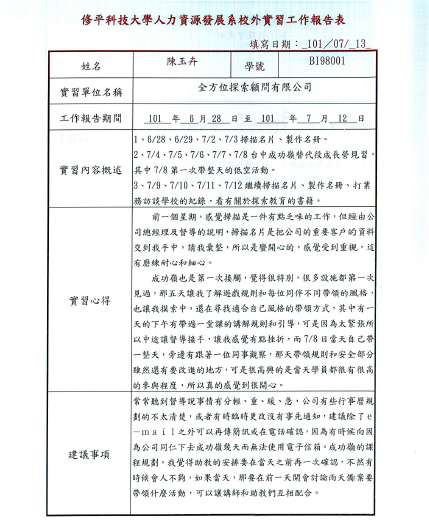 修平科技大學人力資源發展系校外實習工作報告表
填寫日期：_101_/07/_13_
姓名 陳玉卉 學號 BI98001
實習單位名稱 全方位探索顧問有限公司
工作報告期間 101 年 6 月 28 日 至 101 年 7 月 12 日
實習內容概述
1、6/28、6/29、7/2、7/3 掃描名片、製作名冊。
2、7/4、7/5、7/6、7/7、7/8 台中成功嶺替代役成長營見習，
其中 7/8 第一次帶整天的低空活動。
3、7/9、7/10、7/11、7/12 繼續掃描名片、製作名冊、打業
務訪談學校的紀錄、看有關於探索教育的書籍。
實習心得
前一個星期，感覺掃描是一件有點乏味的工作，但經由公
司總經理及督導的說明，掃描名片是把公司的重要客戶的資料
交到我手中，請我彙整，所以是蠻開心的，感覺受到重視，這
有磨練耐心和細心。
成功嶺也是第一次接觸，覺得很特別，很多設施都第一次
見過，那五天讓我了解遊戲規則和每位同伴不同帶領的風格，
也讓我摸索中，還在尋找適合自己風格的帶領方式，其中有一
天的下午有帶過一堂課的講解規則和引導，可是因為太緊張所
以中途讓督導接手，讓我感覺有點挫折，而 7/8 日當天自己帶
一整天，旁邊有跟著一位同事觀察，那天帶領規則和安全部分
雖然還有要改進的地方，可是很高興的是當天學員都很有很高
的參與程度，所以真的感覺到很開心。
建議事項
常常聽到督導說事情有分輕、重、緩、急，公司有些行事曆規
劃的不太清楚，或者有時臨時更改沒有事先通知，建議除了e
－ｍａｉｌ之外可以再傳簡訊或在電話確認，因為有時候向因
為公司同仁下去成功嶺幾天而無法使用電子信箱。成功嶺的課
程規劃，我覺得助教的安排要在當天之前再一次確認，不然有
時候會人不夠，如果當天，那要在前一天開會討論而天僑案要
帶領什麼活動，可以讓講師和助教們互相配合。